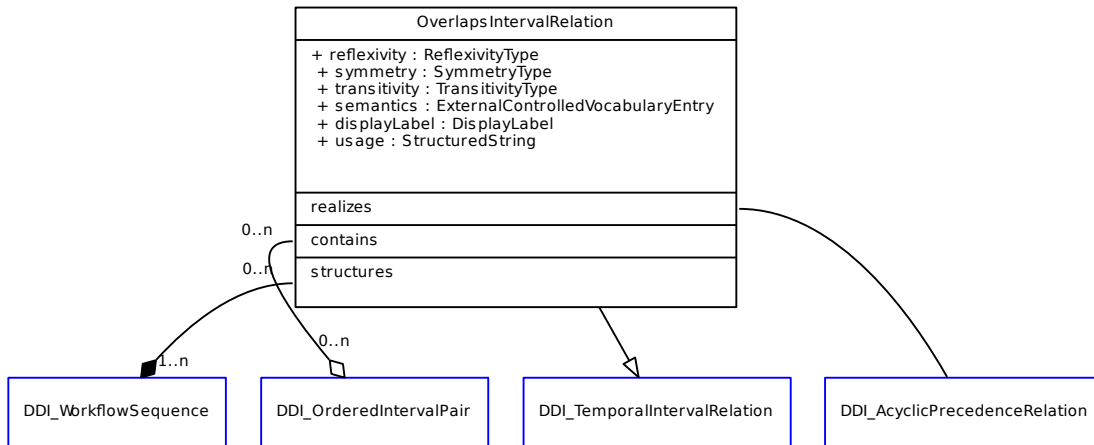 OverlapsIntervalRelation
+ reflexivity : ReflexivityType
+ symmetry : SymmetryType
+ transitivity : TransitivityType
+ semantics : ExternalControlledVocabularyEntry
+ displayLabel : DisplayLabel
+ usage : StructuredString
realizes
0..n
contains
0..n
structures
0..n
1..n
DDI_WorkflowSequence
DDI_OrderedIntervalPair
DDI_TemporalIntervalRelation
DDI_AcyclicPrecedenceRelation